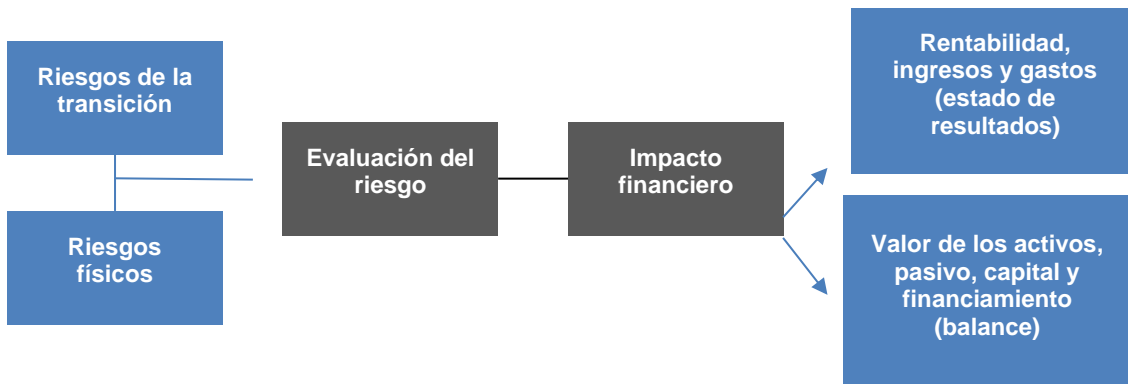 Riesgos de la
transición
Riesgos
físicos
Evaluación del
riesgo
Impacto
financiero
Rentabilidad,
ingresos y gastos
(estado de
resultados)
Valor de los activos,
pasivo, capital y
financiamiento
(balance)